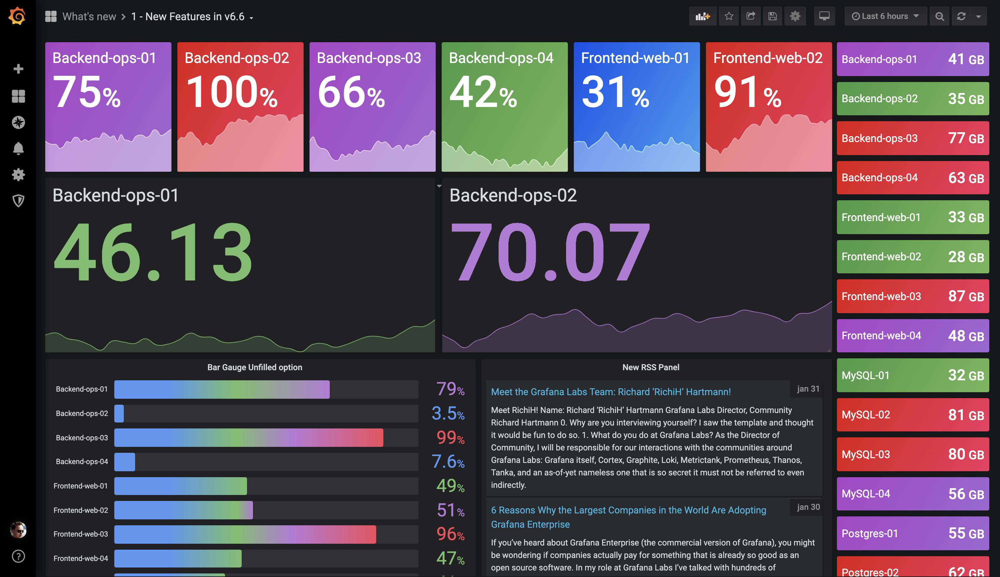 What's new > 1 - New Features in v6.6
Last 6 hours
Backend-ops-01
75%
Backend-ops-02
100%
Backend-ops-03
66%
Backend-ops-04
42%
Frontend-web-01
31%
Frontend-web-02
91%
Backend-ops-01
46.13
Backend-ops-02
70.07
Bar Gauge Unfilled option
Backend-ops-01 79%
Backend-ops-02 3.5%
Backend-ops-03 99%
Backend-ops-04 7.6%
Frontend-web-01 49%
Frontend-web-02 51%
Frontend-web-03 96%
Frontend-web-04 47%
New RSS Panel
Meet the Grafana Labs Team: Richard ‘RichiH’ Hartmann!
jan 31
Meet RichiH! Name: Richard ‘RichiH’ Hartmann Grafana Labs Director, Community
Richard Hartmann 0. Why are you interviewing yourself? I saw the template and thought
it would be fun to do so. 1. What do you do at Grafana Labs? As the Director of
Community, I will be responsible for our interactions with the communities around
Grafana Labs: Grafana itself, Cortex, Graphite, Loki, Metrictank, Prometheus, Thanos,
Tanka, and an as-of-yet nameless one that is so secret it must not be referred to even
indirectly.
6 Reasons Why the Largest Companies in the World Are Adopting
Grafana Enterprise
jan 30
If you’ve heard about Grafana Enterprise (the commercial version of Grafana), you might
be wondering if companies actually pay for something that is already so good as an
open source software. In my role at Grafana Labs I’ve talked with hundreds of
Backend-ops-01 41 GB
Backend-ops-02 35 GB
Backend-ops-03 77 GB
Backend-ops-04 63 GB
Frontend-web-01 33 GB
Frontend-web-02 28 GB
Frontend-web-03 87 GB
Frontend-web-04 48 GB
MySQL-01 32 GB
MySQL-02 81 GB
MySQL-03 80 GB
MySQL-04 56 GB
Postgres-01 55 GB
Postgres-02 62 GB